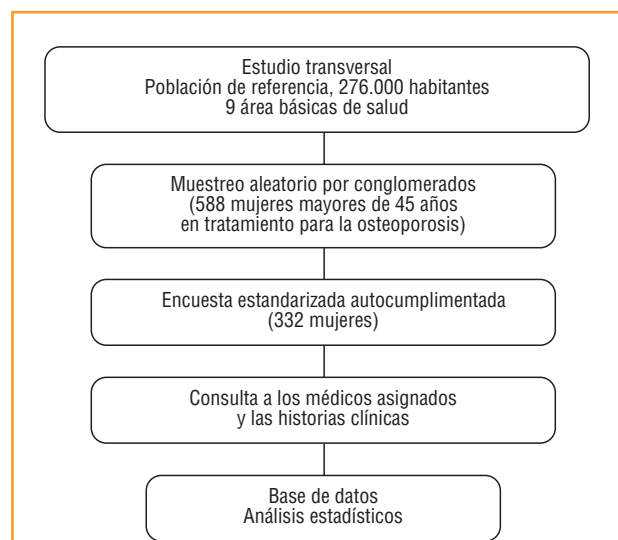 Estudio transversal
Población de referencia, 276.000 habitantes
9 área básicas de salud
Muestreo aleatorio por conglomerados
(588 mujeres mayores de 45 años
en tratamiento para la osteoporosis)
Encuesta estandarizada autocumplimentada
(332 mujeres)
Consulta a los médicos asignados
y las historias clínicas
Base de datos
Análisis estadísticos